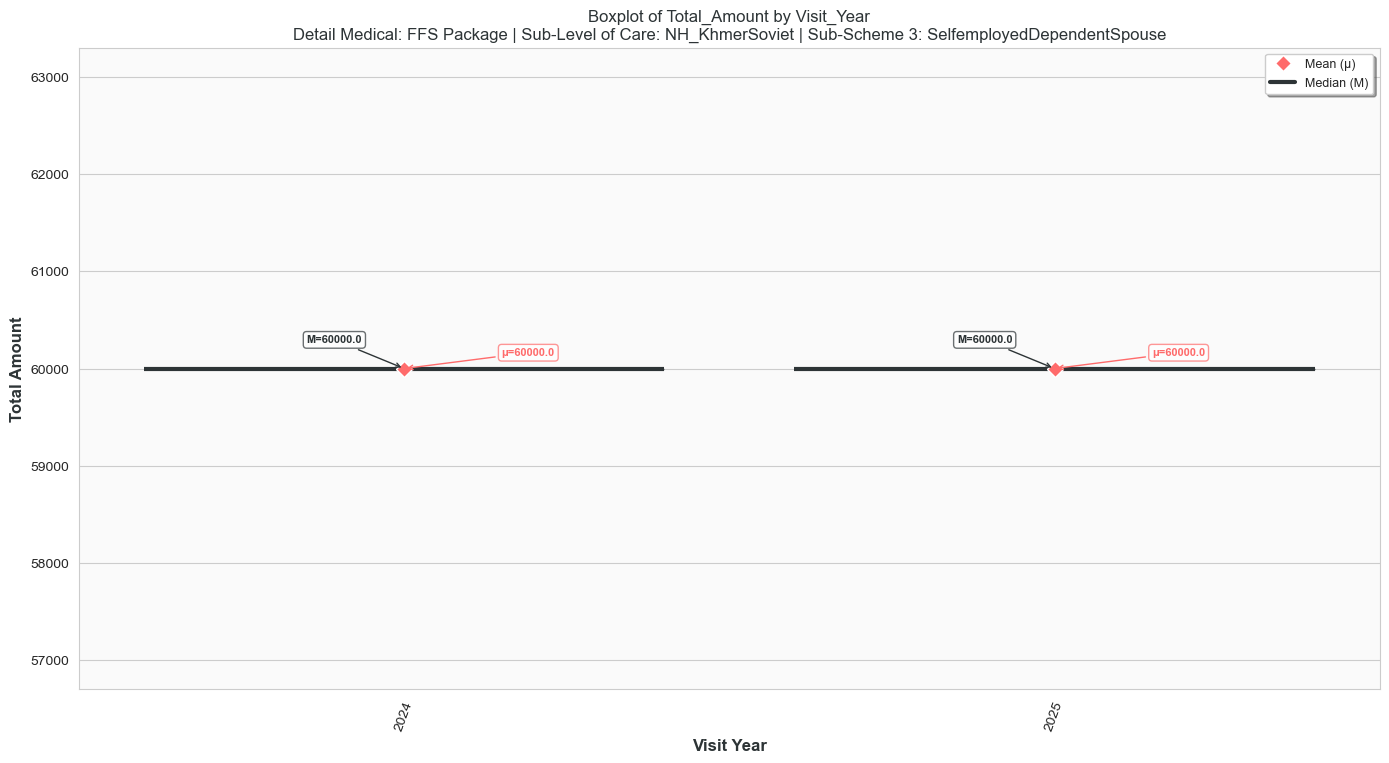 Boxplot of Total_Amount by Visit_Year
Detail Medical: FFS Package | Sub-Level of Care: NH_KhmerSoviet | Sub-Scheme 3: SelfemployedDependentSpouse
Mean (μ)
Median (M)
63000
62000
61000
60000
59000
58000
57000
Total Amount
M=60000.0
μ=60000.0
M=60000.0
μ=60000.0
2024
2025
Visit Year